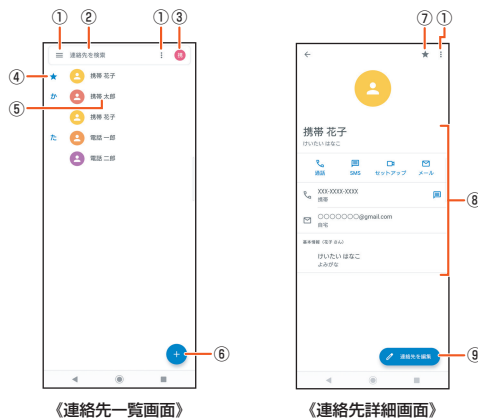 ① ② ① ③
連絡先を検索
携
④
携帯 花子
⑤
か
携帯 太郎
携帯 花子
た
電話 一郎
電話 二郎
+
⑥
《連絡先一覧画面》
⑦ ①
携帯 花子
けいたい はなこ
通話 SMS セットアップ メール
XXX-XXXX-XXXX
携帯
⑧
○○○○○○○@gmail.com
自宅
基本情報(花子 さん)
けいたい はなこ
よみがな
連絡先を編集
⑨
《連絡先詳細画面》